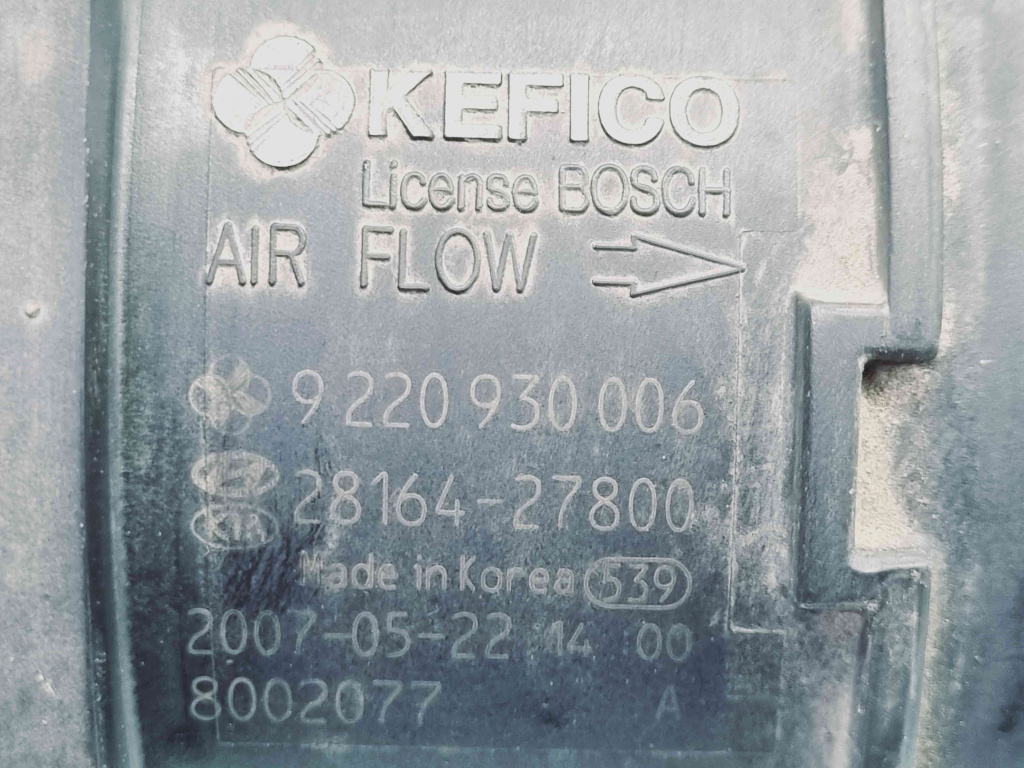 KEFICO
License BOSCH
AIR FLOW
9 220 930 006
28164-27800
KIA
Made in Korea 539
2007-05-22 14 00
8002077 A